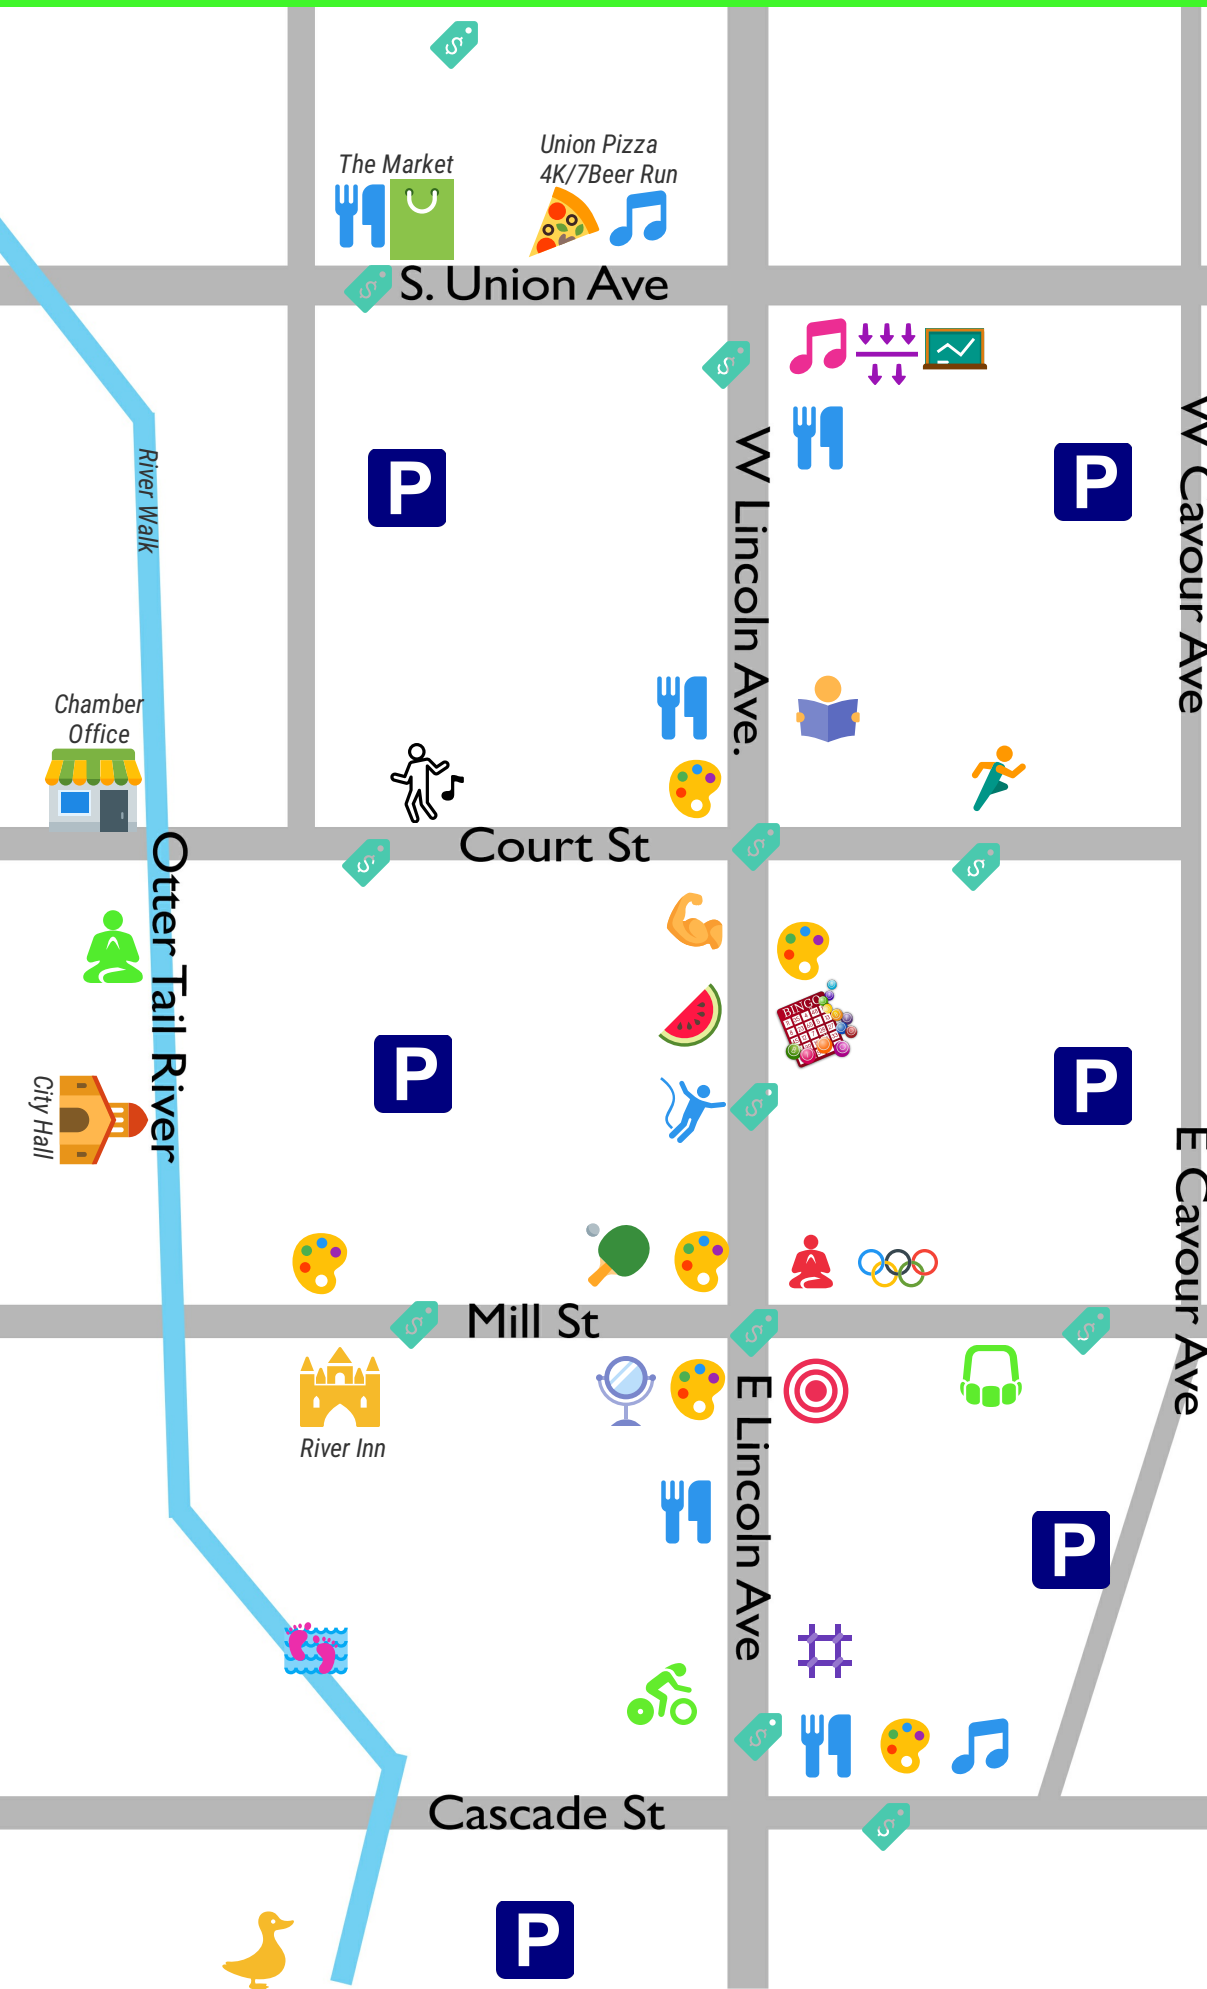 $
Union Pizza
4K/7Beer Run
The Market
$
S. Union Ave
$
W Lincoln Ave.
W Cavour Ave
River Walk
P
P
Chamber
Office
Court St
$
$
$
Otter Tail River
BINGO
P
P
$
City Hall
E Cavour Ave
Mill St
$
$
$
River Inn
E Lincoln Ave
P
$
Cascade St
$
P